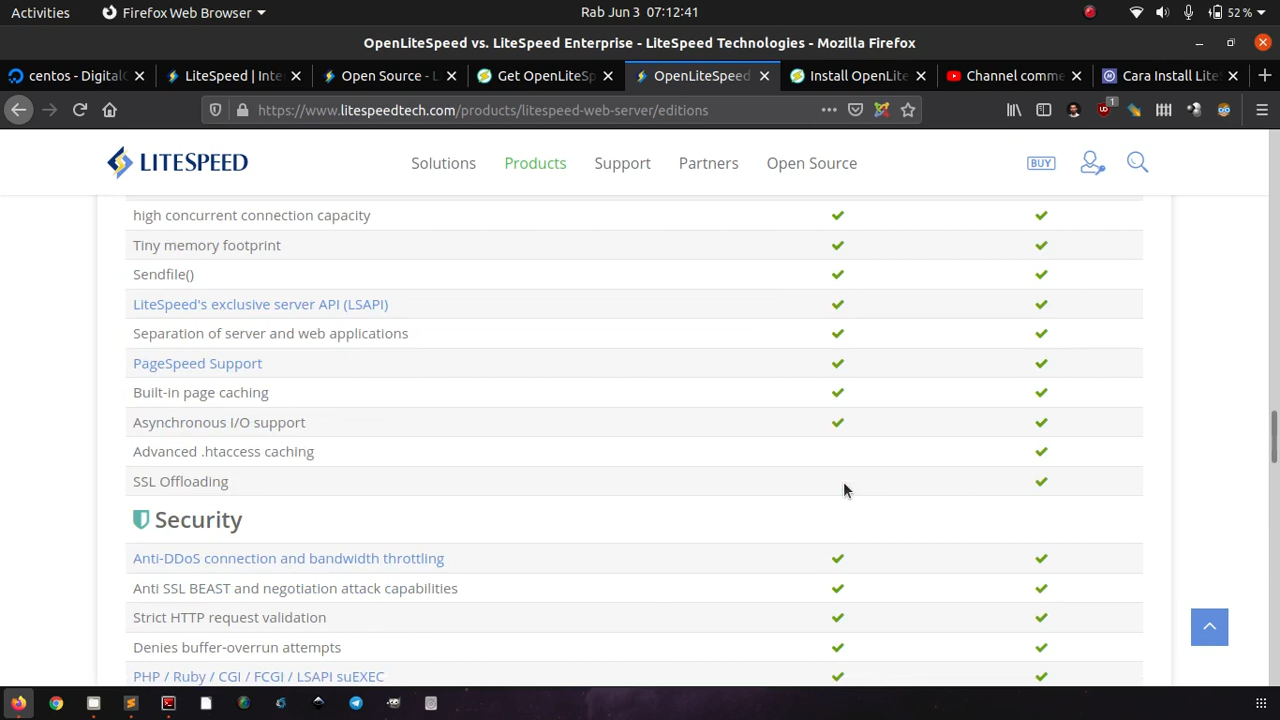 Activities
Firefox Web Browser
Rab Jun 3 07:12:41
52 %
OpenLiteSpeed vs. LiteSpeed Enterprise - LiteSpeed Technologies - Mozilla Firefox
centos - Digital
LiteSpeed | Inte
Open Source - L
Get OpenLiteSp
OpenLiteSpeed
Install OpenLite
Channel comme
Cara Install Lite
https://www.litespeedtech.com/products/litespeed-web-server/editions
1
LITESPEED
Solutions
Products
Support
Partners
Open Source
BUY
high concurrent connection capacity
Tiny memory footprint
Sendfile()
LiteSpeed's exclusive server API (LSAPI)
Separation of server and web applications
PageSpeed Support
Built-in page caching
Asynchronous I/O support
Advanced .htaccess caching
SSL Offloading
Security
Anti-DDoS connection and bandwidth throttling
Anti SSL BEAST and negotiation attack capabilities
Strict HTTP request validation
Denies buffer-overrun attempts
PHP / Ruby / CGI / FCGI / LSAPI suEXEC